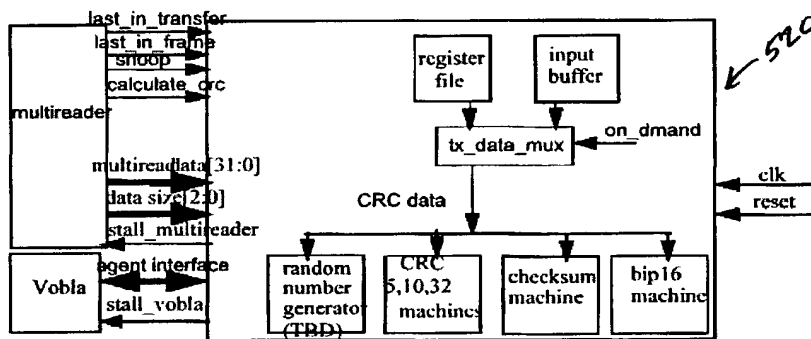 last_in_transfer
last_in_frame
snoop
calculate_crc
multireader
multireadata[31:0]
data size[2:0]
stall_multireader
agent interface
Vobla
stall_vobla
register
file
input
buffer
tx_data_mux
on_dmand
CRC data
random
number
generator
(TBD)
CRC
5,10,32
machines
checksum
machine
bip16
machine
520
clk
reset